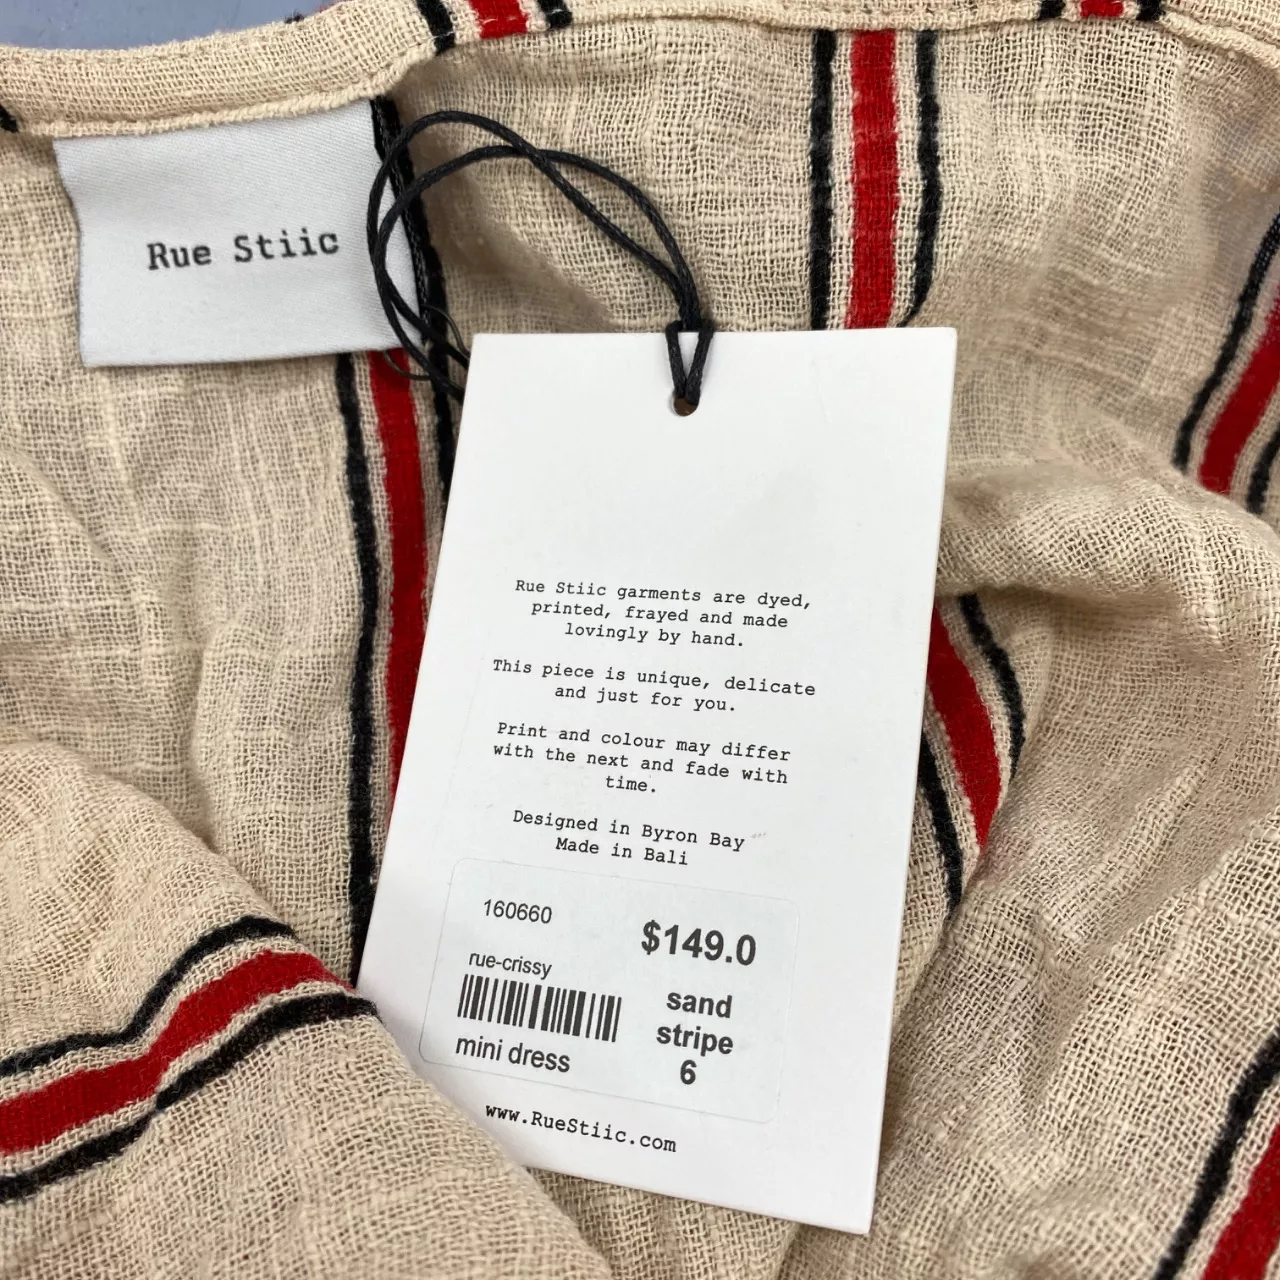 Rue Stiic
Rue Stiic garments are dyed,
printed, frayed and made
lovingly by hand.
This piece is unique, delicate
and just for you.
Print and colour may differ
with the next and fade with
time.
Designed in Byron Bay
Made in Bali
160660
$149.0
rue-crissy
sand
stripe
6
mini dress
www.RueStiic.com